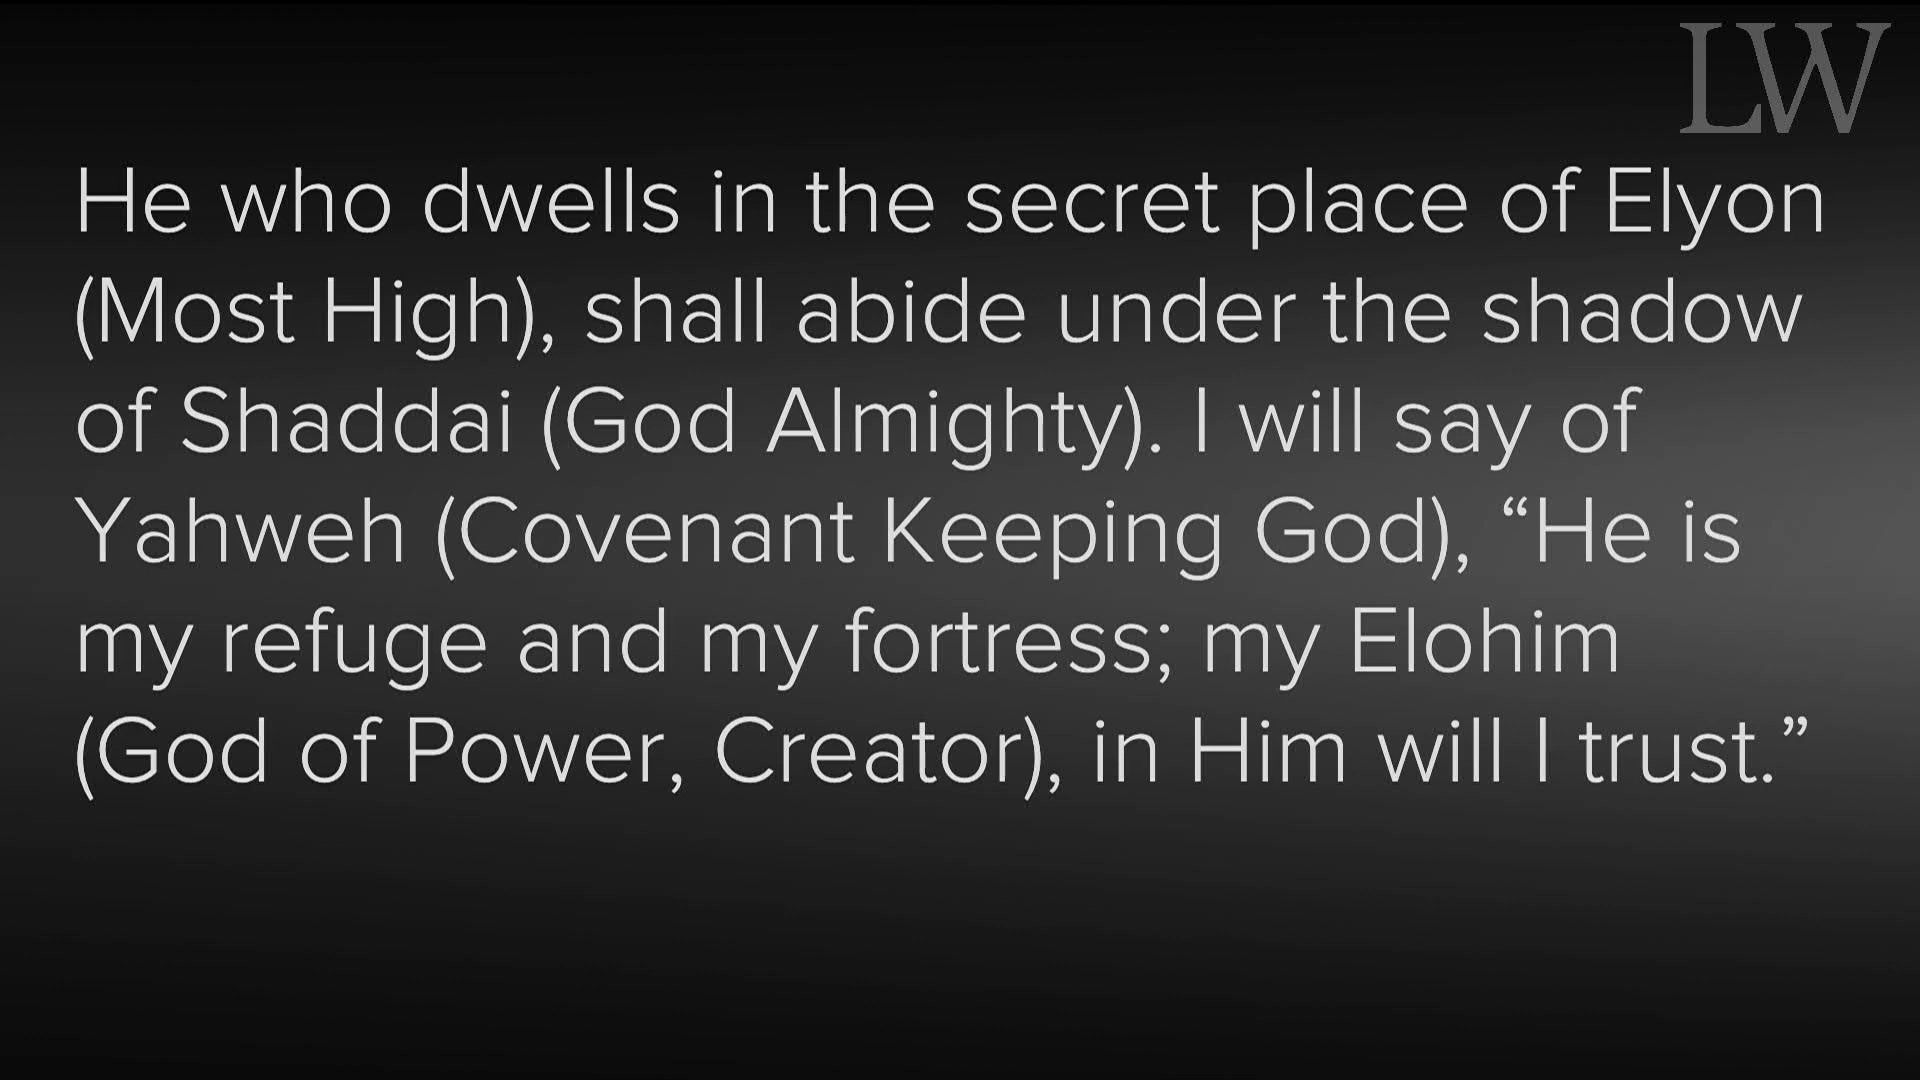 LW
He who dwells in the secret place of Elyon
(Most High), shall abide under the shadow
of Shaddai (God Almighty). I will say of
Yahweh (Covenant Keeping God), “He is
my refuge and my fortress; my Elohim
(God of Power, Creator), in Him will I trust.”